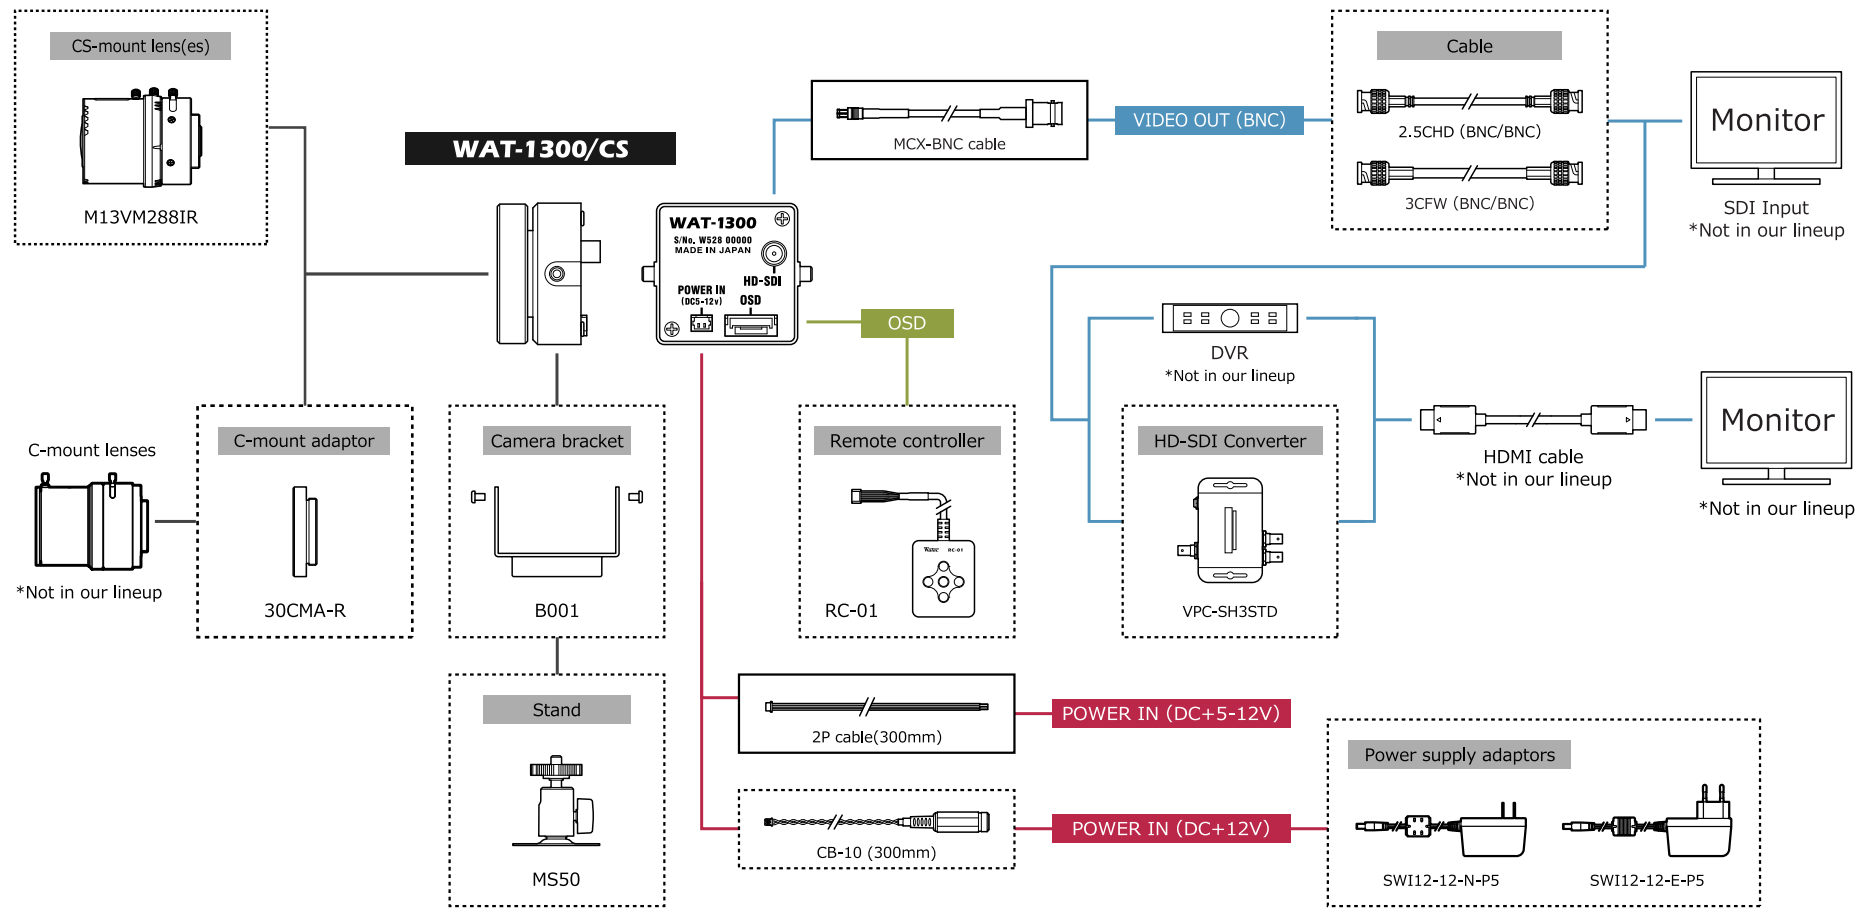 CS-mount lens(es)
M13VM288IR
WAT-1300/CS
WAT-1300
S/No. W528 00000
MADE IN JAPAN
HD-SDI
POWER IN
(DC5-12v)
OSD
MCX-BNC cable
VIDEO OUT (BNC)
Cable
2.5CHD (BNC/BNC)
3CFW (BNC/BNC)
Monitor
SDI Input
*Not in our lineup
OSD
DVR
*Not in our lineup
C-mount lenses
*Not in our lineup
C-mount adaptor
30CMA-R
Camera bracket
B001
Remote controller
Watec RC-01
RC-01
HD-SDI Converter
VPC-SH3STD
HDMI cable
*Not in our lineup
Monitor
*Not in our lineup
Stand
MS50
2P cable(300mm)
POWER IN (DC+5-12V)
CB-10 (300mm)
POWER IN (DC+12V)
Power supply adaptors
SWI12-12-N-P5
SWI12-12-E-P5